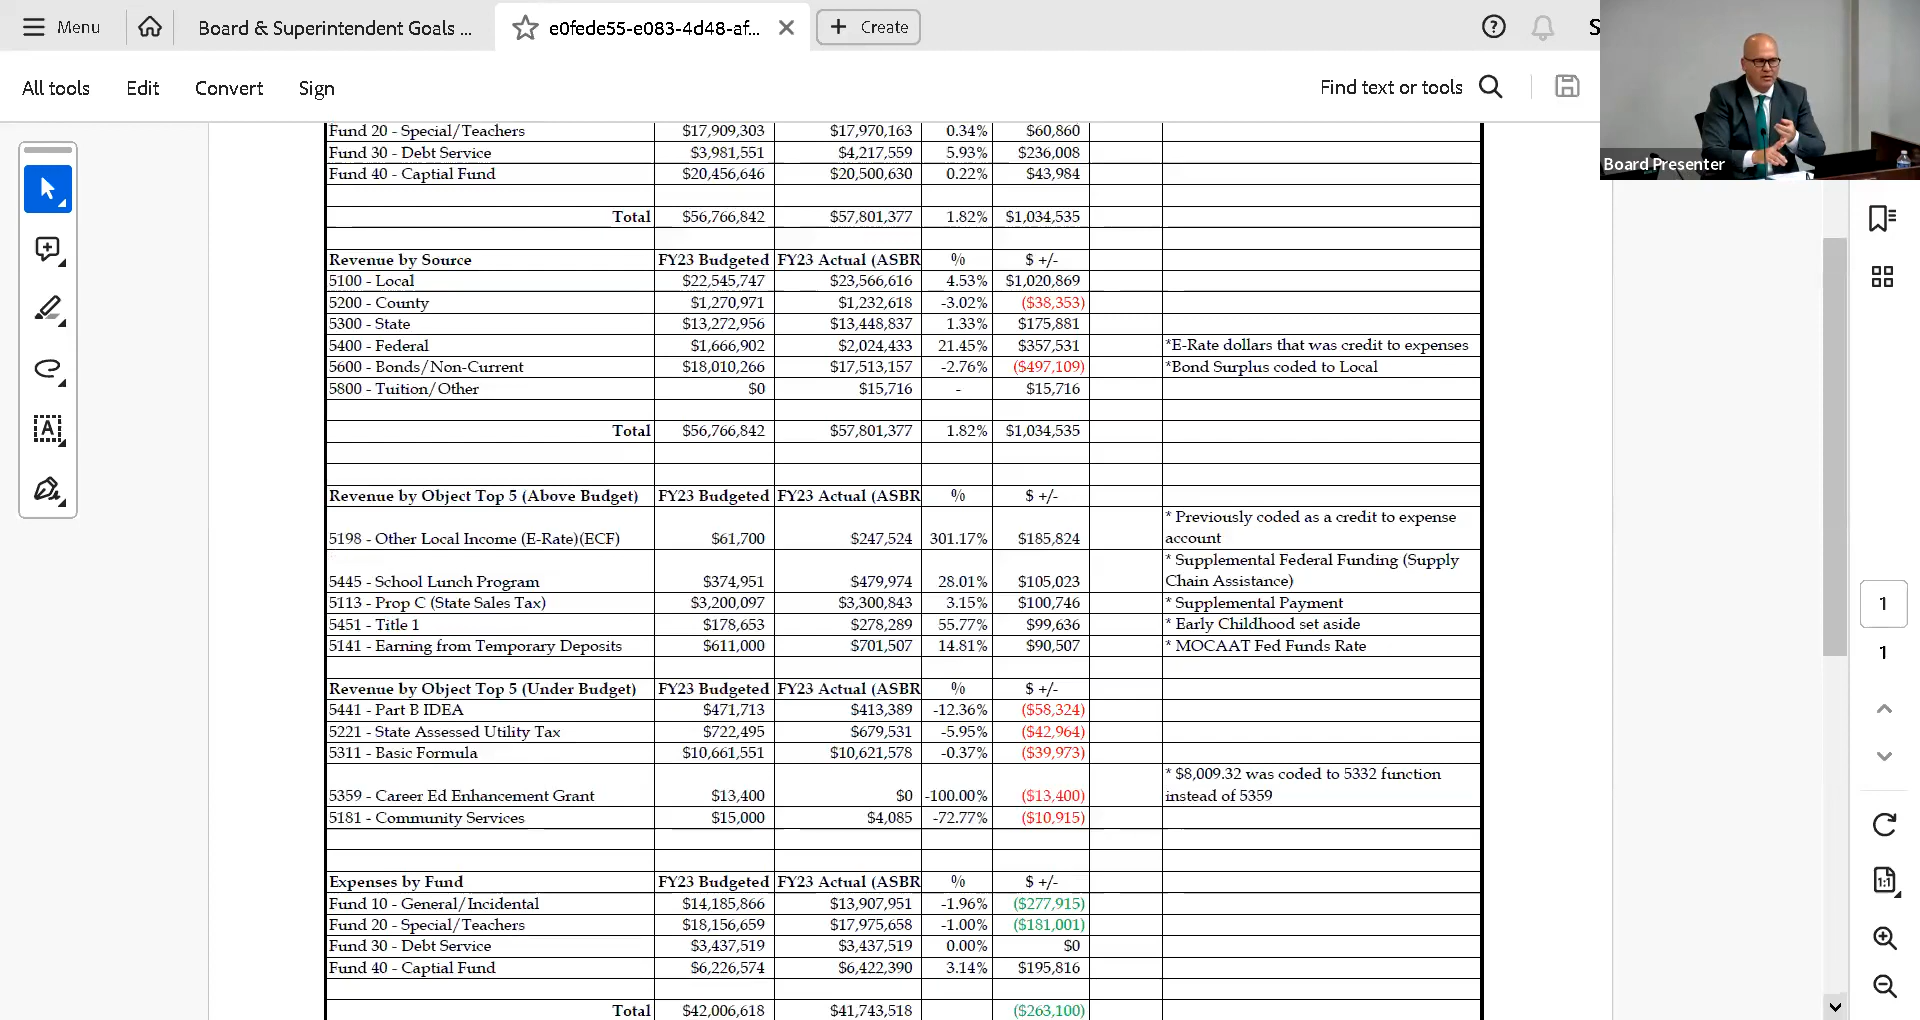 Menu
Board & Superintendent Goals ...
e0fede55-e083-4d48-af...
Create
S
All tools Edit Convert Sign
Find text or tools
Board Presenter
Fund 20 - Special/Teachers $17,909,303 $17,970,163 0.34% $60,860
Fund 30 - Debt Service $3,981,551 $4,217,559 5.93% $236,008
Fund 40 - Captial Fund $20,456,646 $20,500,630 0.22% $43,984
Total $56,766,842 $57,801,377 1.82% $1,034,535
Revenue by Source FY23 Budgeted FY23 Actual (ASBR % $ +/-
5100 - Local $22,545,747 $23,566,616 4.53% $1,020,869
5200 - County $1,270,971 $1,232,618 -3.02% ($38,353)
5300 - State $13,272,956 $13,448,837 1.33% $175,881
5400 - Federal $1,666,902 $2,024,433 21.45% $357,531 *E-Rate dollars that was credit to expenses
5600 - Bonds/Non-Current $18,010,266 $17,513,157 -2.76% ($497,109) *Bond Surplus coded to Local
5800 - Tuition/Other $0 $15,716 - $15,716
Total $56,766,842 $57,801,377 1.82% $1,034,535
Revenue by Object Top 5 (Above Budget) FY23 Budgeted FY23 Actual (ASBR % $ +/-
* Previously coded as a credit to expense
5198 - Other Local Income (E-Rate)(ECF) $61,700 $247,524 301.17% $185,824 account
* Supplemental Federal Funding (Supply
5445 - School Lunch Program $374,951 $479,974 28.01% $105,023 Chain Assistance)
5113 - Prop C (State Sales Tax) $3,200,097 $3,300,843 3.15% $100,746 * Supplemental Payment
5451 - Title 1 $178,653 $278,289 55.77% $99,636 * Early Childhood set aside
5141 - Earning from Temporary Deposits $611,000 $701,507 14.81% $90,507 * MOCAAT Fed Funds Rate
Revenue by Object Top 5 (Under Budget) FY23 Budgeted FY23 Actual (ASBR % $ +/-
5441 - Part B IDEA $471,713 $413,389 -12.36% ($58,324)
5221 - State Assessed Utility Tax $722,495 $679,531 -5.95% ($42,964)
5311 - Basic Formula $10,661,551 $10,621,578 -0.37% ($39,973)
* $8,009.32 was coded to 5332 function
5359 - Career Ed Enhancement Grant $13,400 $0 -100.00% ($13,400) instead of 5359
5181 - Community Services $15,000 $4,085 -72.77% ($10,915)
Expenses by Fund FY23 Budgeted FY23 Actual (ASBR % $ +/-
Fund 10 - General/Incidental $14,185,866 $13,907,951 -1.96% ($277,915)
Fund 20 - Special/Teachers $18,156,659 $17,975,658 -1.00% ($181,001)
Fund 30 - Debt Service $3,437,519 $3,437,519 0.00% $0
Fund 40 - Captial Fund $6,226,574 $6,422,390 3.14% $195,816
Total $42,006,618 $41,743,518 ($263,100)
1
1
1:1